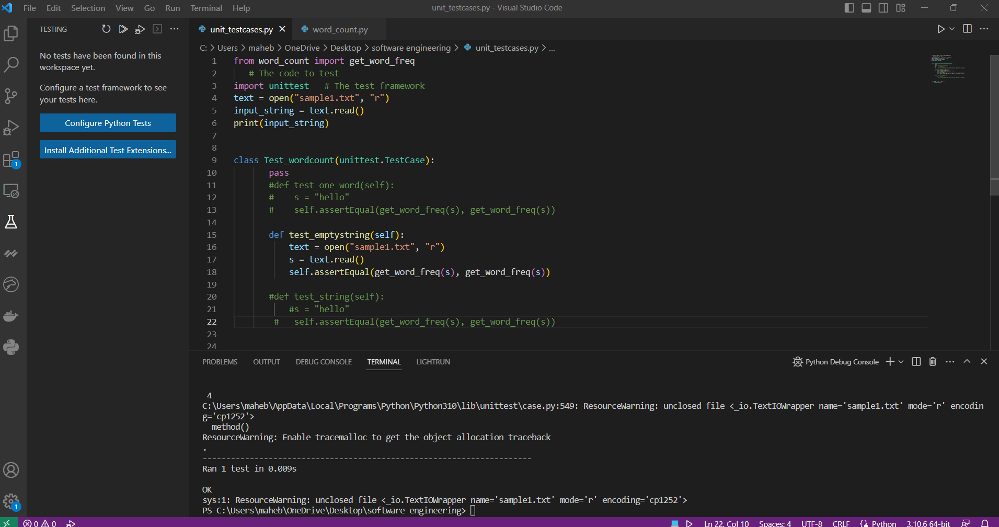 File Edit Selection View Go Run Terminal Help
unit_testcases.py - Visual Studio Code
TESTING
No tests have been found in this
workspace yet.
Configure a test framework to see
your tests here.
Configure Python Tests
Install Additional Test Extensions...
1
1
unit_testcases.py
word_count.py
C: > Users > maheb > OneDrive > Desktop > software engineering > unit_testcases.py > ...
1 from word_count import get_word_freq
2 # The code to test
3 import unittest # The test framework
4 text = open("sample1.txt", "r")
5 input_string = text.read()
6 print(input_string)
7
8
9 class Test_wordcount(unittest.TestCase):
10 pass
11 #def test_one_word(self):
12 # s = "hello"
13 # self.assertEqual(get_word_freq(s), get_word_freq(s))
14
15 def test_emptystring(self):
16 text = open("sample1.txt", "r")
17 s = text.read()
18 self.assertEqual(get_word_freq(s), get_word_freq(s))
19
20 #def test_string(self):
21 #s = "hello"
22 # self.assertEqual(get_word_freq(s), get_word_freq(s))
23
24
PROBLEMS OUTPUT DEBUG CONSOLE TERMINAL LIGHTRUN
Python Debug Console
4
C:\Users\maheb\AppData\Local\Programs\Python\Python310\lib\unittest\case.py:549: ResourceWarning: unclosed file <_io.TextIOWrapper name='sample1.txt' mode='r' encodin
g='cp1252'>
method()
ResourceWarning: Enable tracemalloc to get the object allocation traceback
.
----------------------------------------------------------------------
Ran 1 test in 0.009s
OK
sys:1: ResourceWarning: unclosed file <_io.TextIOWrapper name='sample1.txt' mode='r' encoding='cp1252'>
PS C:\Users\maheb\OneDrive\Desktop\software engineering>
0 0
Ln 22, Col 10 Spaces: 4 UTF-8 CRLF Python 3.10.6 64-bit